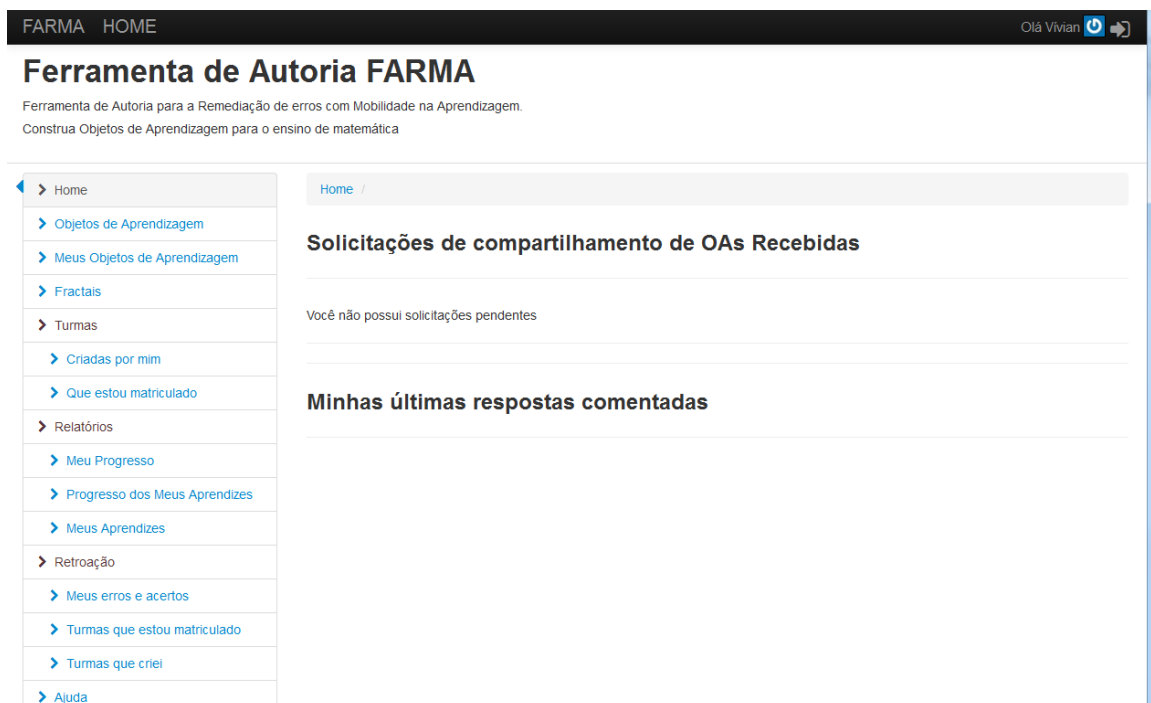 FARMA HOME
Olá Vívian
Ferramenta de Autoria FARMA
Ferramenta de Autoria para a Remediação de erros com Mobilidade na Aprendizagem.
Construa Objetos de Aprendizagem para o ensino de matemática
Home
Objetos de Aprendizagem
Meus Objetos de Aprendizagem
Fractais
Turmas
Criadas por mim
Que estou matriculado
Relatórios
Meu Progresso
Progresso dos Meus Aprendizes
Meus Aprendizes
Retroação
Meus erros e acertos
Turmas que estou matriculado
Turmas que criei
Ajuda
Home /
Solicitações de compartilhamento de OAs Recebidas
Você não possui solicitações pendentes
Minhas últimas respostas comentadas